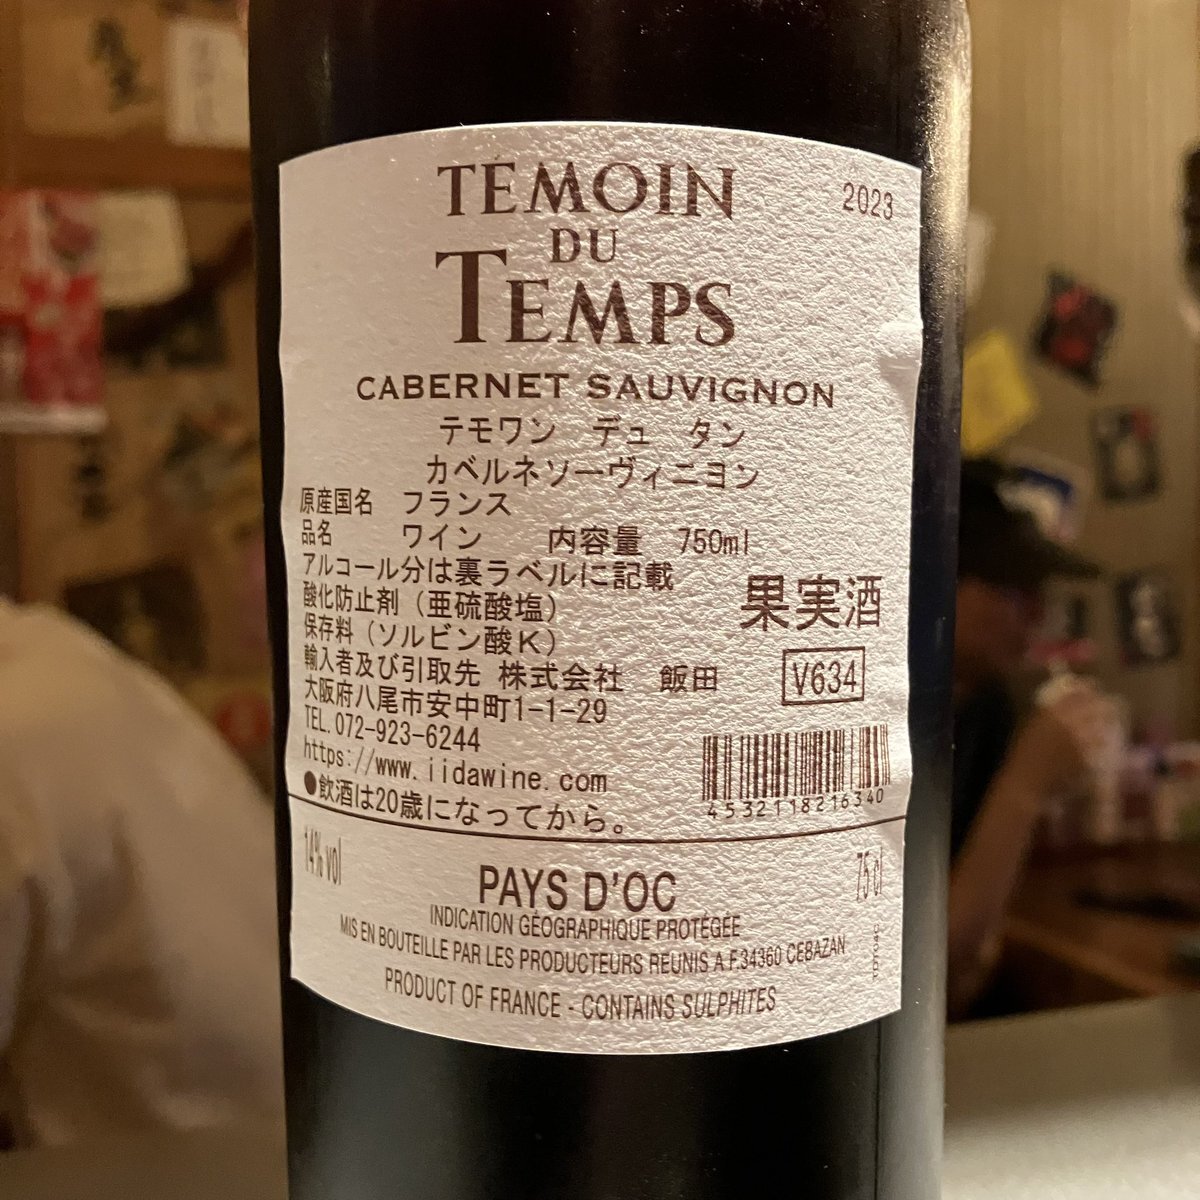 TÉMOIN
2023
DU
TEMPS
CABERNET SAUVIGNON
テモワン デュ タン
カベルネソーヴィニヨン
原産国名 フランス
品名 ワイン 内容量 750ml
アルコール分は裏ラベルに記載
酸化防止剤（亜硫酸塩）
果実酒
保存料（ソルビン酸K）
輸入者及び引取先 株式会社 飯田
V634
大阪府八尾市安中町1-1-29
TEL.072-923-6244
https://www.iidawine.com
4532118216340
●飲酒は20歳になってから。
14% vol
75 cl
PAYS D'OC
INDICATION GÉOGRAPHIQUE PROTÉGÉE
MIS EN BOUTEILLE PAR LES PRODUCTEURS REUNIS A F.34360 CEBAZAN
PRODUCT OF FRANCE - CONTAINS SULPHITES